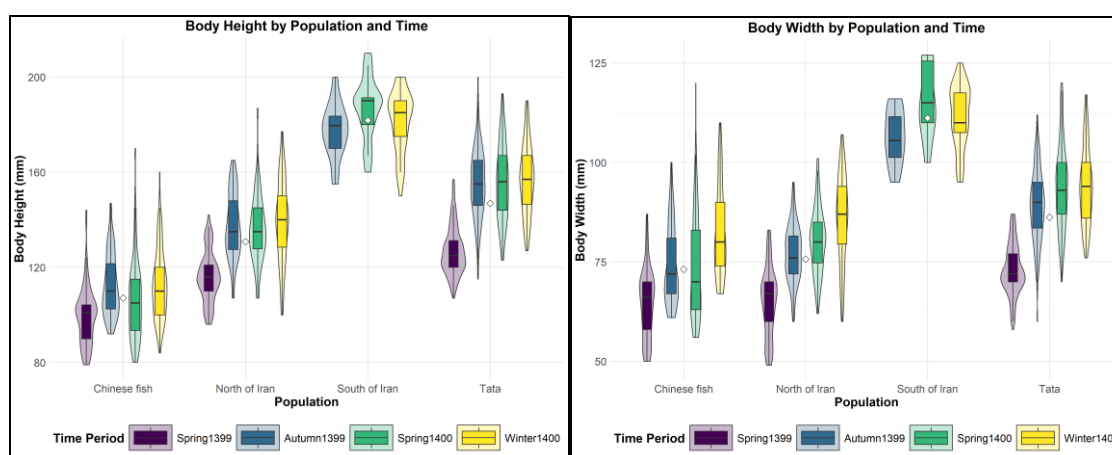 Body Height by Population and Time
Body Height (mm)
200
160
120
80
Chinese fish North of Iran South of Iran Tata
Population
Time Period Spring1399 Autumn1399 Spring1400 Winter1400
Body Width by Population and Time
Body Width (mm)
125
100
75
50
Chinese fish North of Iran South of Iran Tata
Population
Time Period Spring1399 Autumn1399 Spring1400 Winter140